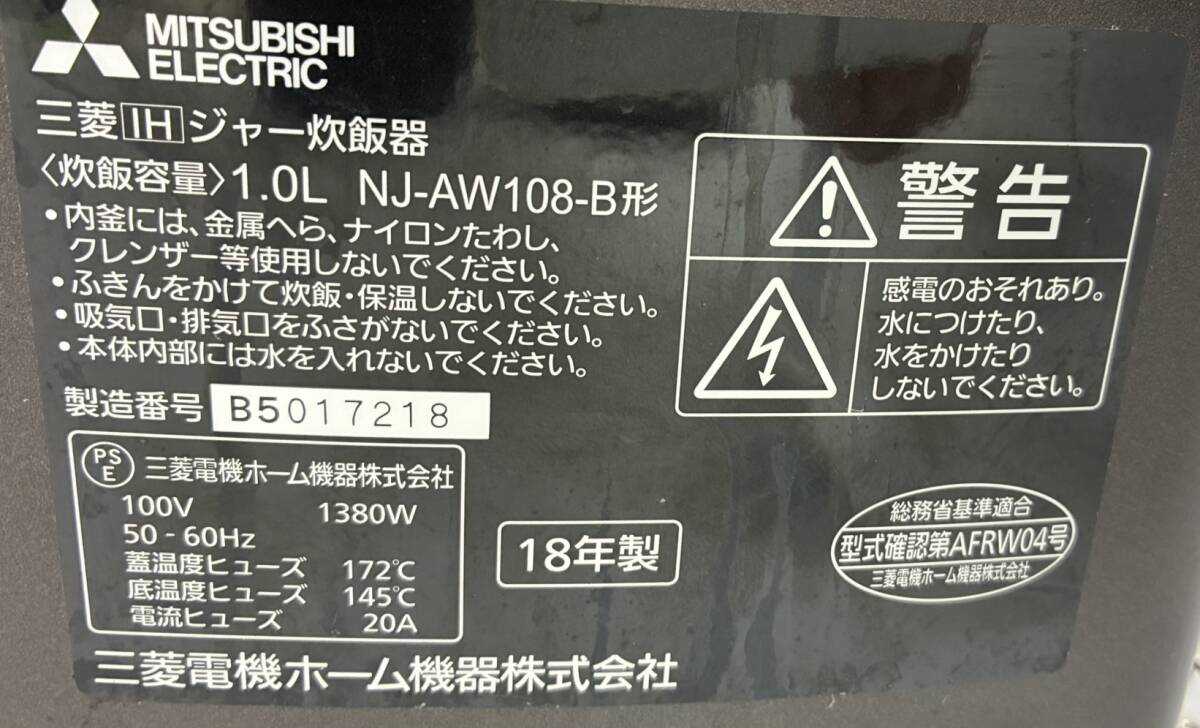 MITSUBISHI
ELECTRIC
三菱IHジャー炊飯器
〈炊飯容量〉1.0L NJ-AW108-B形
•内釜には、金属へら、ナイロンたわし、
クレンザー等使用しないでください。
•ふきんをかけて炊飯・保温しないでください。
•吸気口・排気口をふさがないでください。
•本体内部には水を入れないでください。
製造番号 B5017218
PS
E
三菱電機ホーム機器株式会社
100V 1380W
50-60Hz
蓋温度ヒューズ 172℃
底温度ヒューズ 145℃
電流ヒューズ 20A
18年製
三菱電機ホーム機器株式会社
警告
感電のおそれあり。
水につけたり、
水をかけたり
しないでください。
総務省基準適合
型式確認第AFRW04号
三菱電機ホーム機器株式会社